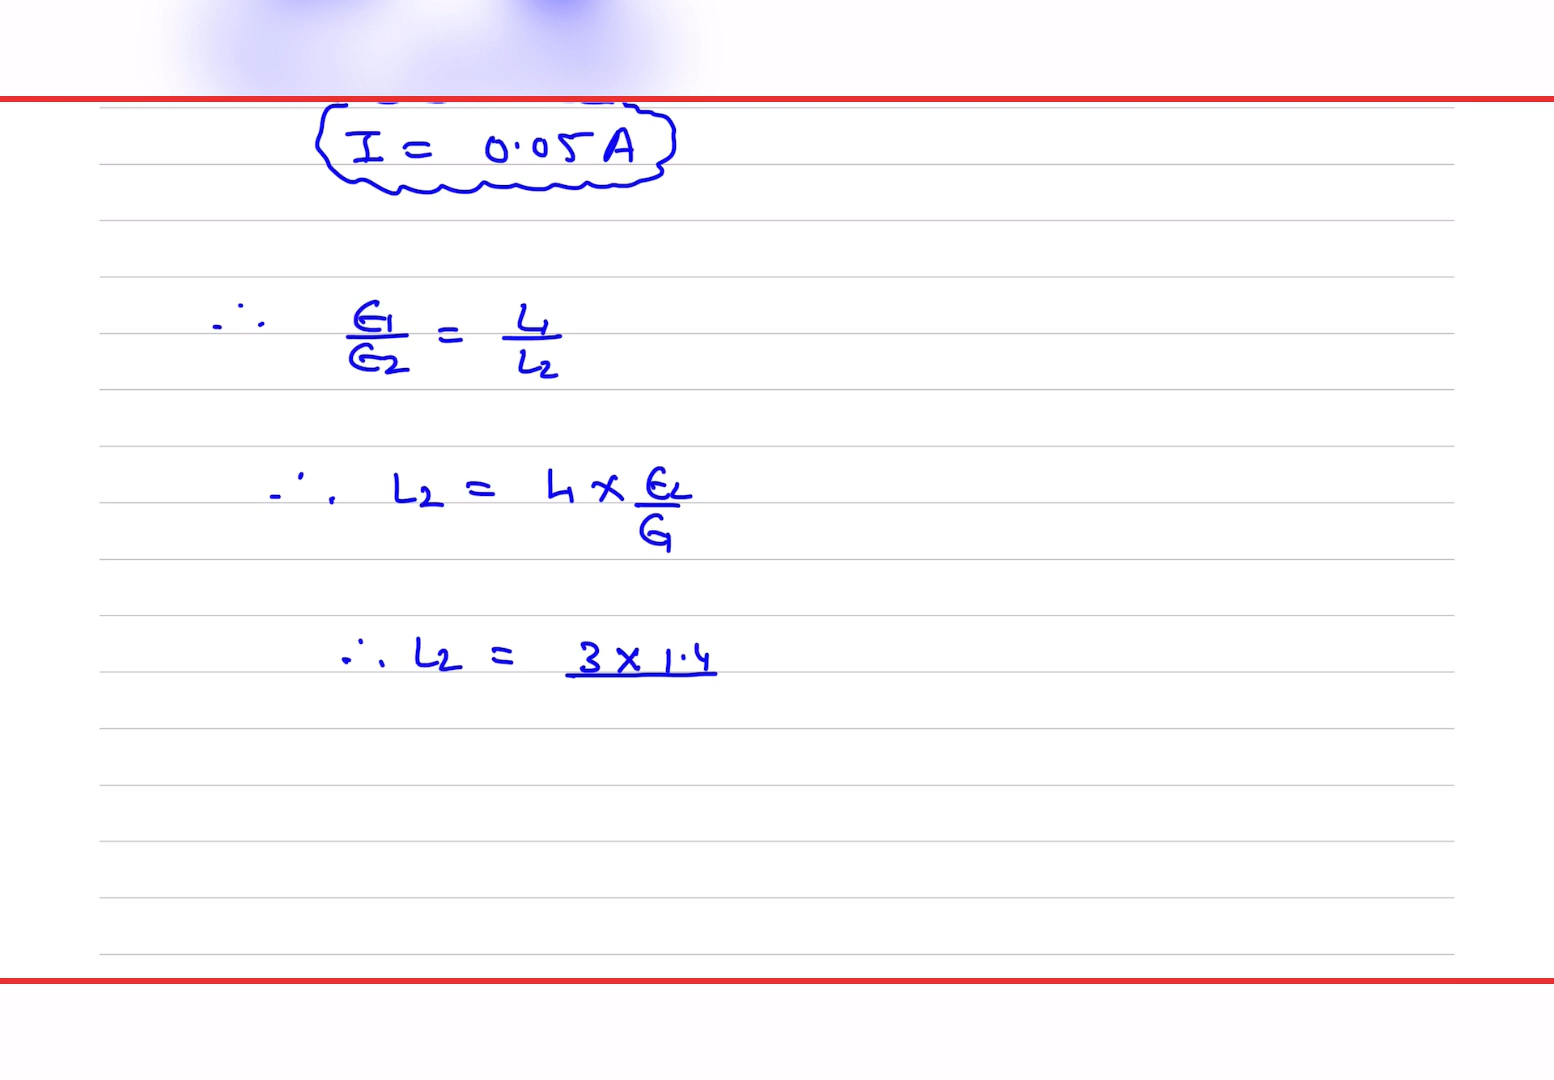 I = 0.05 A
∴ E1/E2 = L1/L2
∴ L2 = L1 × E2/E1
∴ L2 = 3 × 1.4